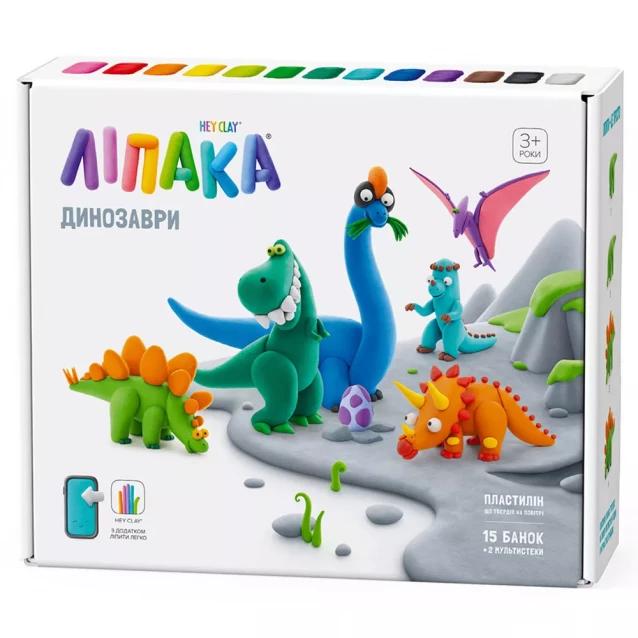 HEY CLAY®
ЛІПАКА®
ДИНОЗАВРИ
3+
РОКИ
ПЛАСТИЛІН
ЩО ТВЕРДІЄ НА ПОВІТРІ
15 БАНОК
+ 2 МУЛЬТИСТЕКИ
HEY CLAY®
З ДОДАТКОМ
ЛІПИТИ ЛЕГКО